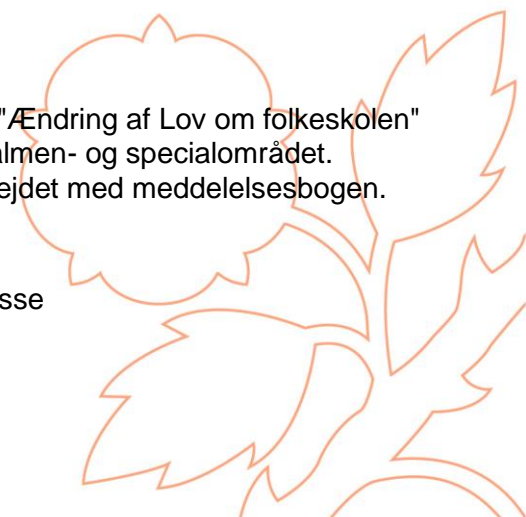 "Ændring af Lov om folkeskolen"
almen- og specialområdet.
ejdet med meddelelsesbogen.
sse